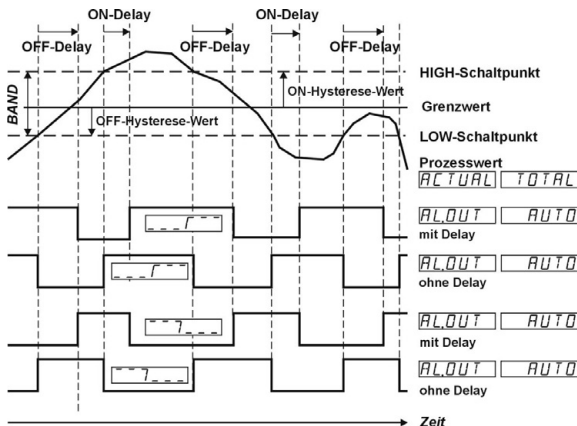 ON-Delay ON-Delay
OFF-Delay OFF-Delay OFF-Delay
HIGH-Schaltpunkt
ON-Hysterese-Wert
BAND
Grenzwert
OFF-Hysterese-Wert
LOW-Schaltpunkt
Prozesswert
ACTUAL TOTAL
AL.OUT AUTO
mit Delay
AL.OUT AUTO
ohne Delay
AL.OUT AUTO
mit Delay
AL.OUT AUTO
ohne Delay
Zeit